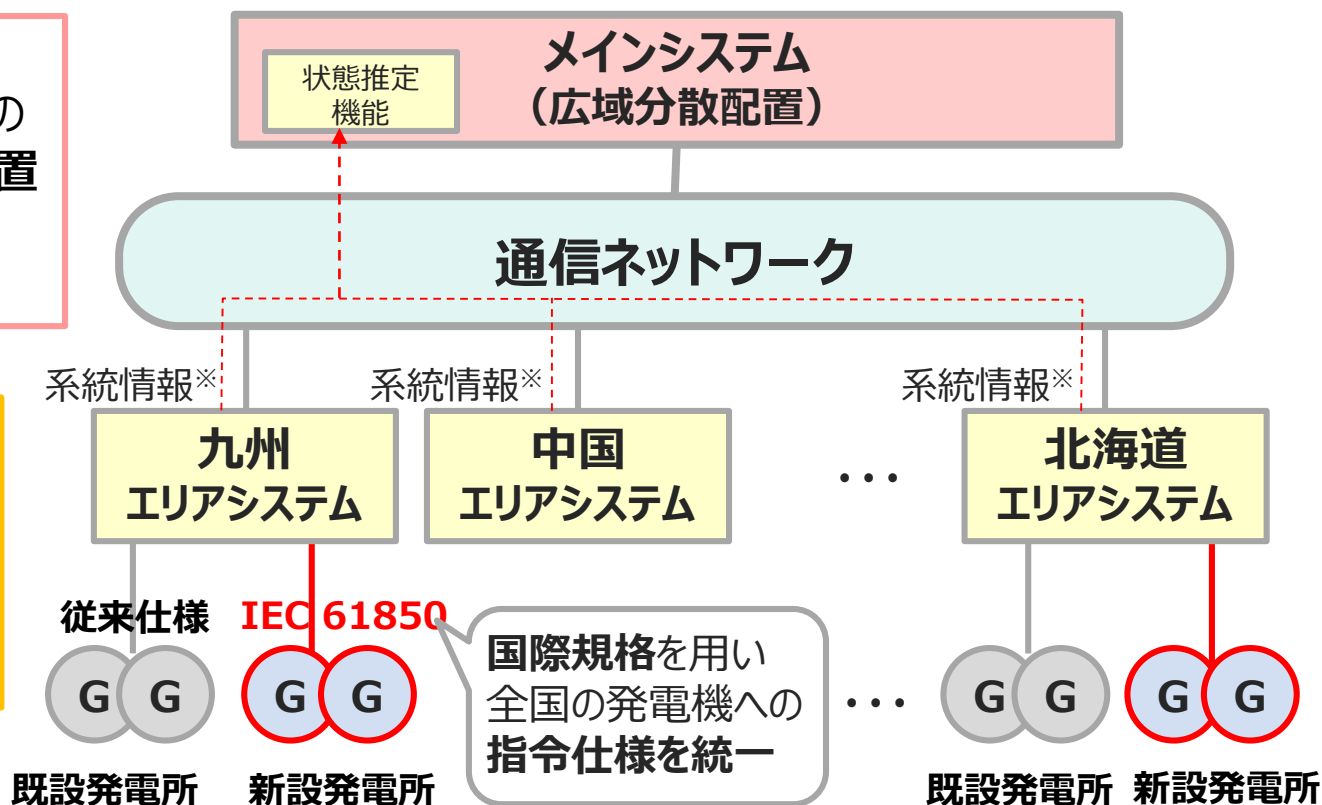 の
置
メインシステム
（広域分散配置）
状態推定
機能
通信ネットワーク
系統情報※
系統情報※
系統情報※
九州
エリアシステム
中国
エリアシステム
・・・
北海道
エリアシステム
従来仕様
IEC 61850
国際規格を用い
全国の発電機への
指令仕様を統一
G G
G G
・・・
G G
G G
既設発電所
新設発電所
既設発電所
新設発電所